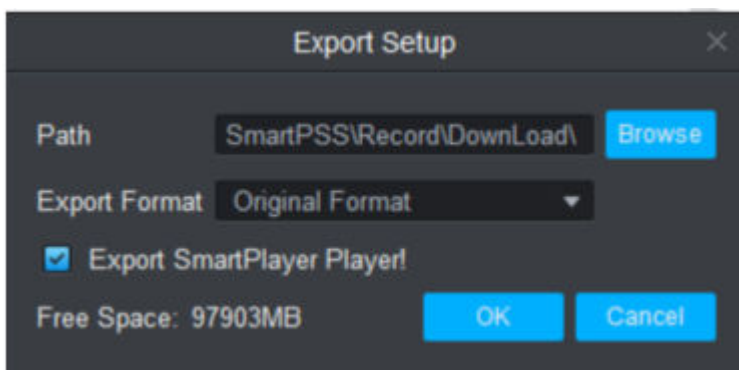 Export Setup
Path SmartPSS\Record\DownLoad\ Browse
Export Format Original Format
Export SmartPlayer Player!
Free Space: 97903MB OK Cancel